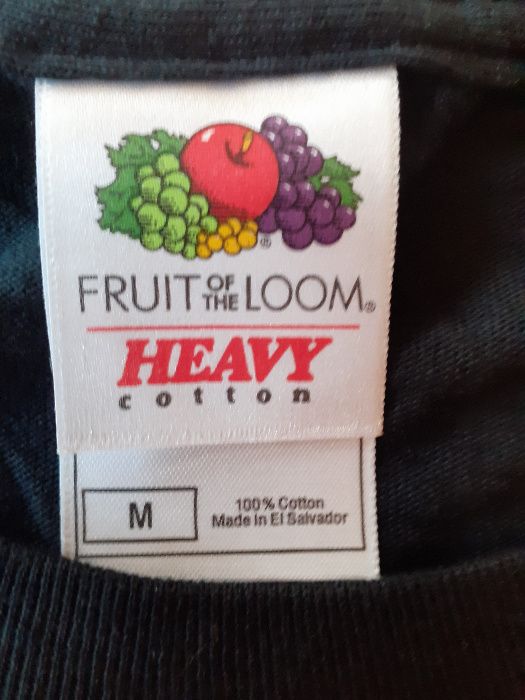 ®
FRUIT OF THE LOOM®
HEAVY
cotton
M
100% Cotton
Made in El Salvador